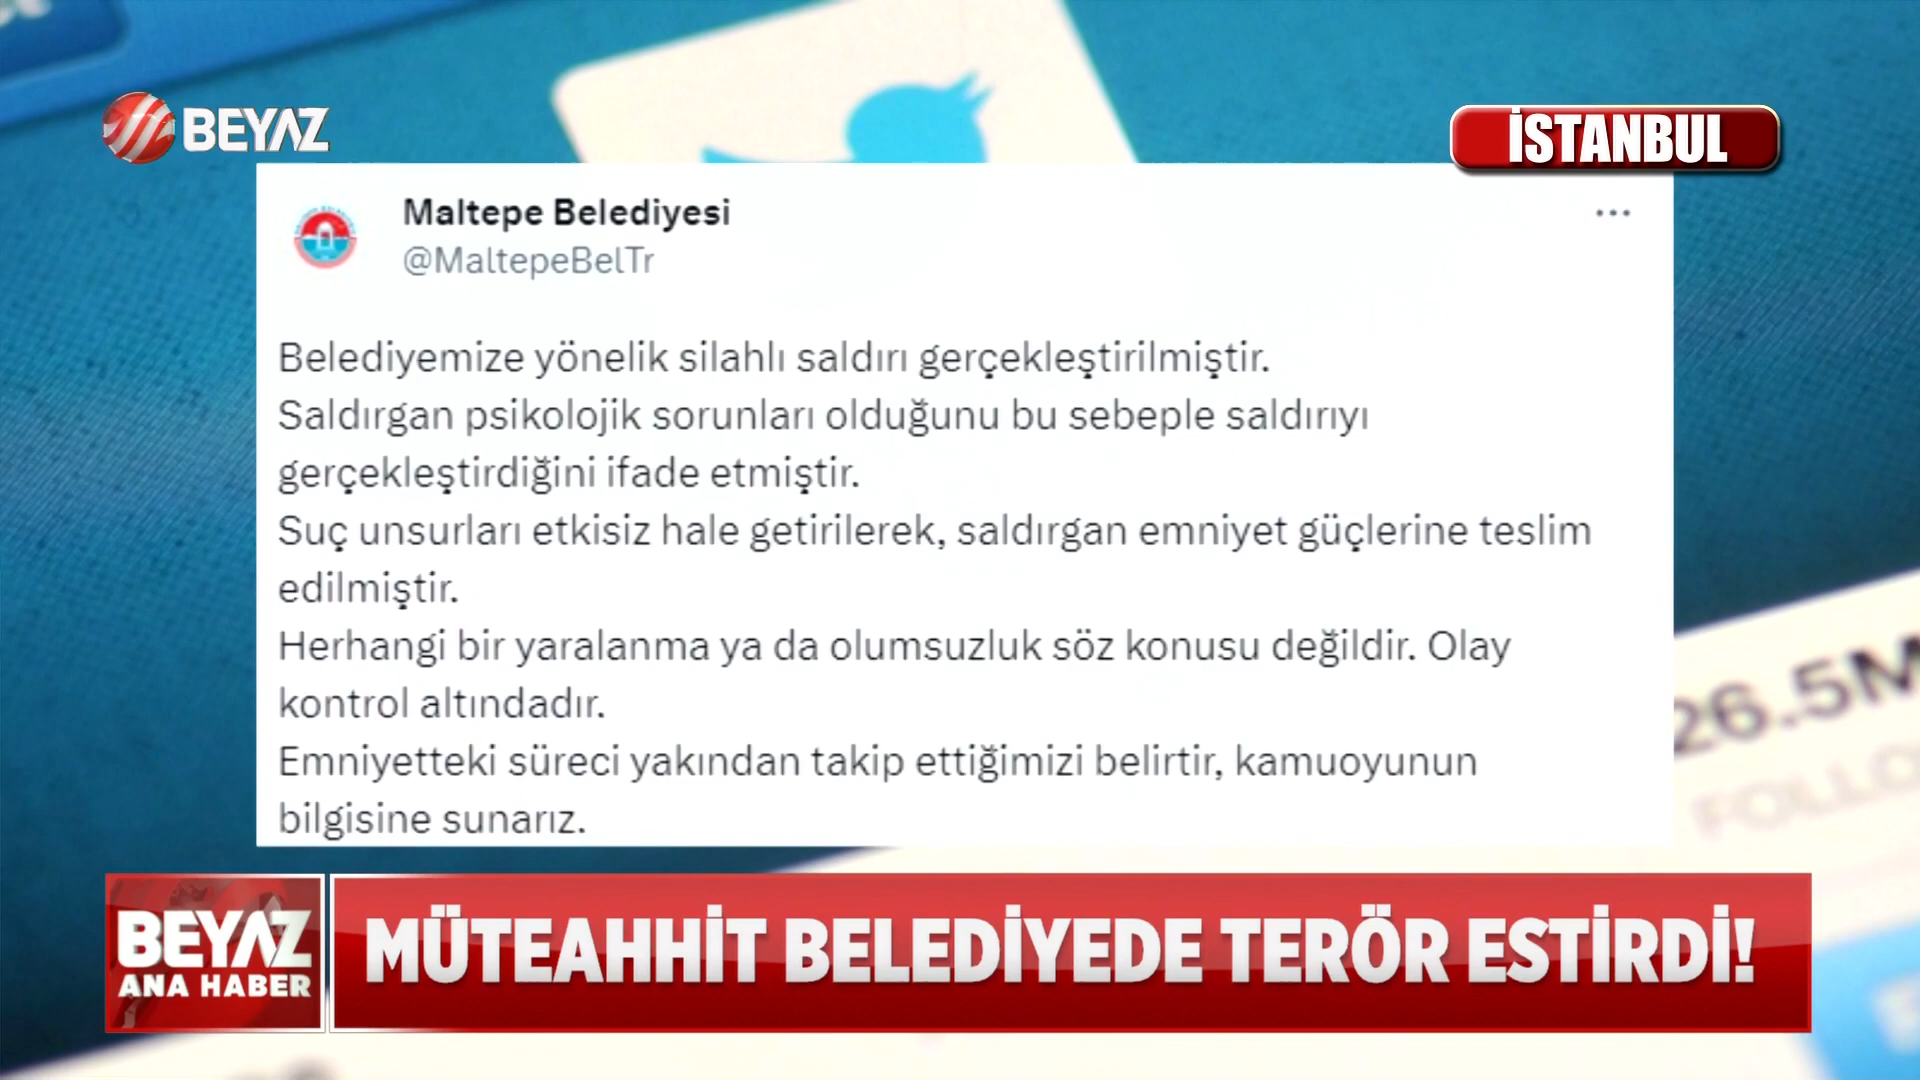 BEYAZ
İSTANBUL
Maltepe Belediyesi
@MaltepeBelTr
Belediyemize yönelik silahlı saldırı gerçekleştirilmiştir.
Saldırgan psikolojik sorunları olduğunu bu sebeple saldırıyı
gerçekleştirdiğini ifade etmiştir.
Suç unsurları etkisiz hale getirilerek, saldırgan emniyet güçlerine teslim
edilmiştir.
Herhangi bir yaralanma ya da olumsuzluk söz konusu değildir. Olay
kontrol altındadır.
Emniyetteki süreci yakından takip ettiğimizi belirtir, kamuoyunun
bilgisine sunarız.
26.5M
FOLLO
BEYAZ
ANA HABER
MÜTEAHHİT BELEDİYEDE TERÖR ESTİRDİ!